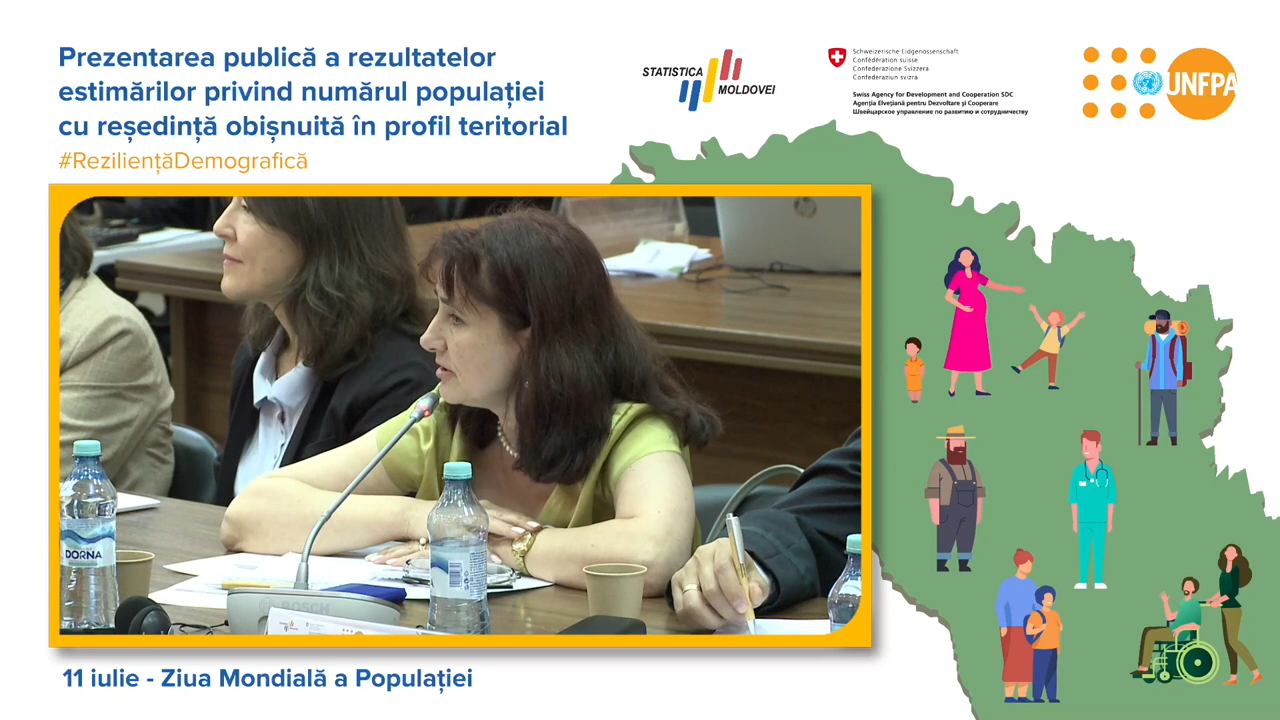 Prezentarea publică a rezultatelor
estimărilor privind numărul populației
cu reședință obișnuită în profil teritorial
#ReziliențăDemografică
STATISTICA
MOLDOVEI
Schweizerische Eidgenossenschaft
Confédération suisse
Confederazione Svizzera
Confederaziun svizra
Swiss Agency for Development and Cooperation SDC
Agenția Elvețiană pentru Dezvoltare și Cooperare
Швейцарское управление по развитию и сотрудничеству
UNFPA
DORNA
BOSCH
11 iulie - Ziua Mondială a Populației